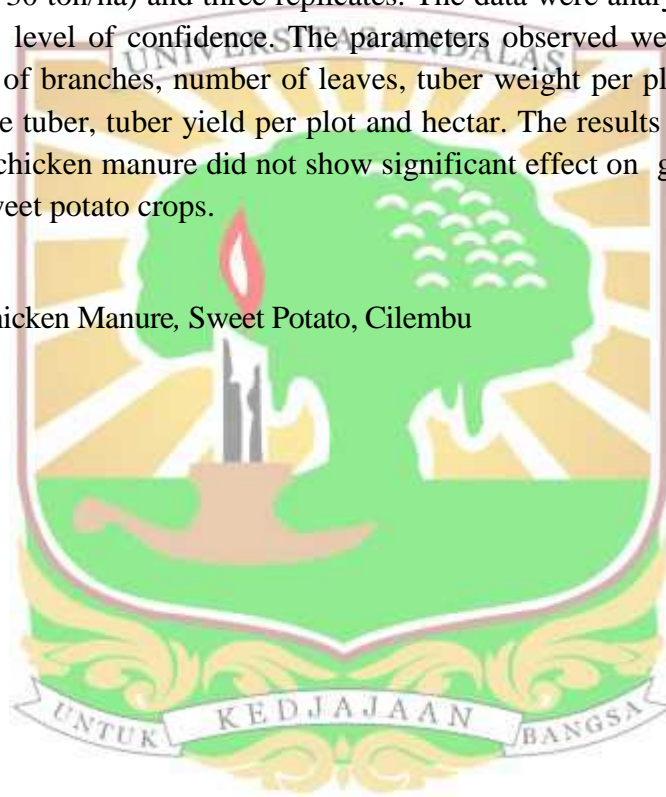 30 ton/ha) and three replicates. The data were analy
level of confidence. The parameters observed we
UNIVERSITAS ANDALAS
of branches, number of leaves, tuber weight per pl
e tuber, tuber yield per plot and hectar. The results
chicken manure did not show significant effect on g
weet potato crops.
hicken Manure, Sweet Potato, Cilembu
UNTUK KEDJAJAAN BANGSA